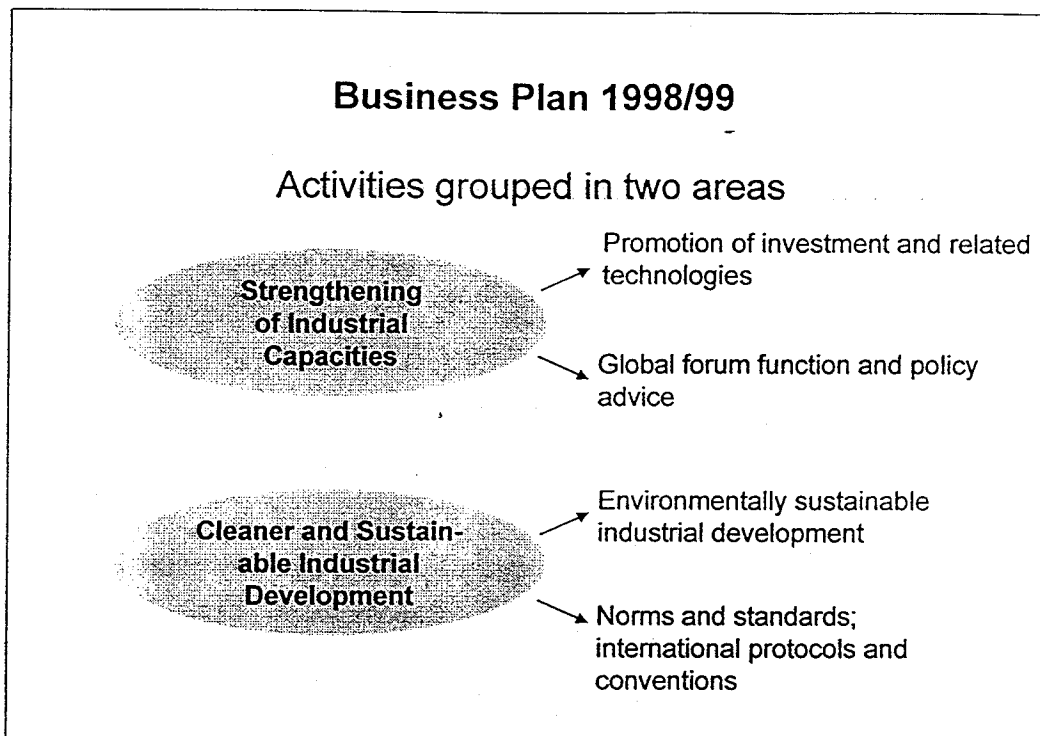 Business Plan 1998/99
Activities grouped in two areas
Strengthening
of Industrial
Capacities
Promotion of investment and related
technologies
Global forum function and policy
advice
Cleaner and Sustain-
able Industrial
Development
Environmentally sustainable
industrial development
Norms and standards;
international protocols and
conventions